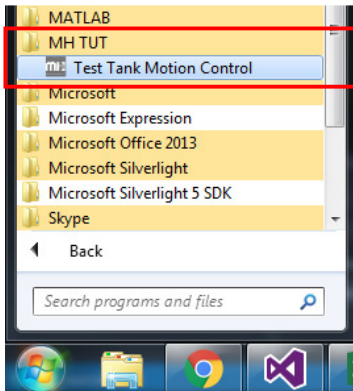 MATLAB
MH TUT
Test Tank Motion Control
Microsoft
Microsoft Expression
Microsoft Office 2013
Microsoft Silverlight
Microsoft Silverlight 5 SDK
Skype
Back
Search programs and files